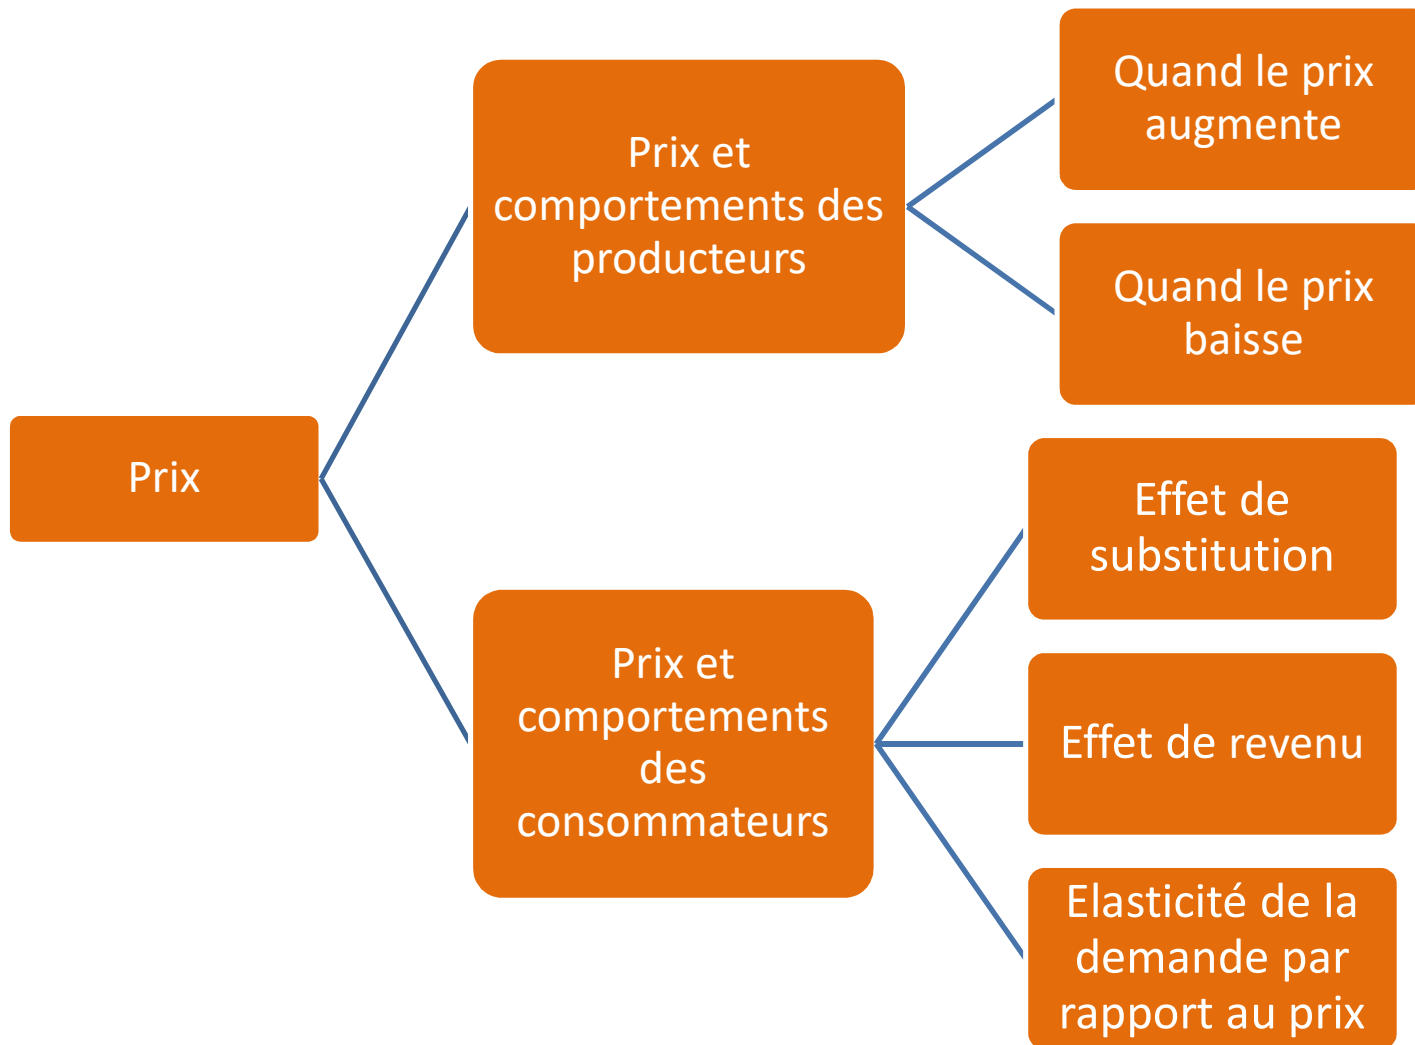 Prix
Prix et
comportements des
producteurs
Quand le prix
augmente
Quand le prix
baisse
Prix et
comportements
des
consommateurs
Effet de
substitution
Effet de revenu
Elasticité de la
demande par
rapport au prix